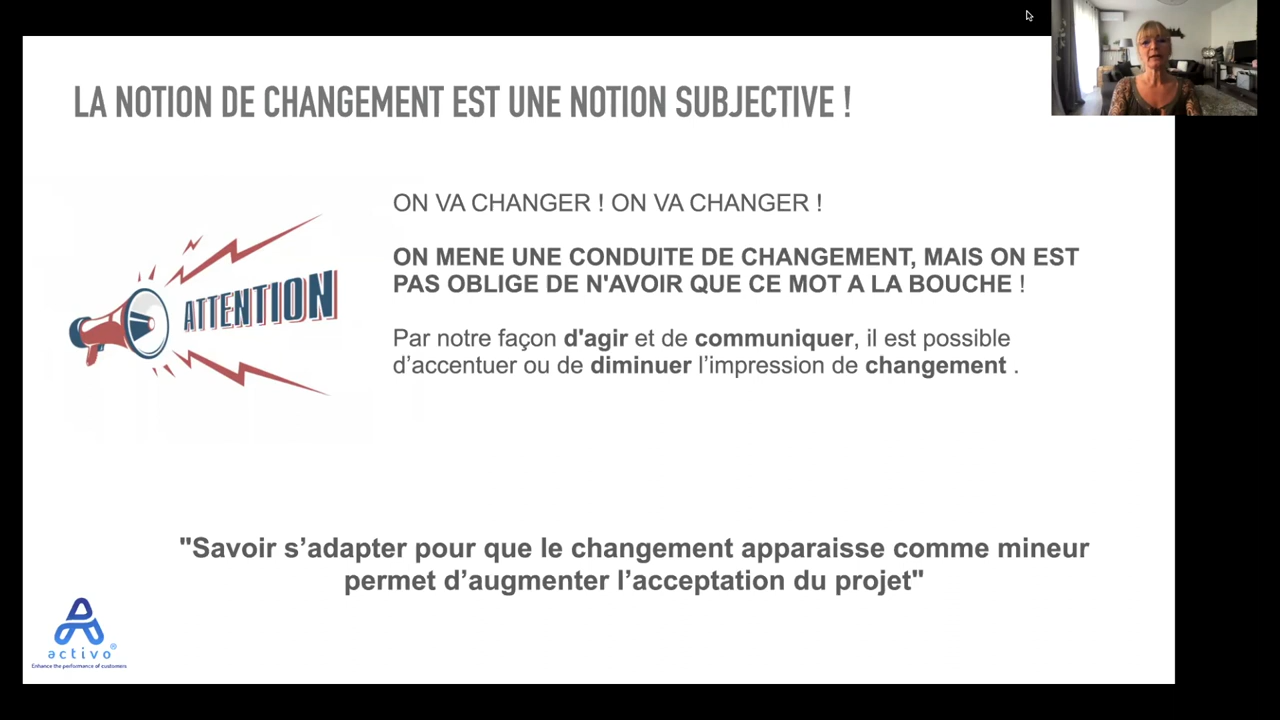 LA NOTION DE CHANGEMENT EST UNE NOTION SUBJECTIVE !
ATTENTION
ON VA CHANGER ! ON VA CHANGER !
ON MENE UNE CONDUITE DE CHANGEMENT, MAIS ON EST
PAS OBLIGE DE N'AVOIR QUE CE MOT A LA BOUCHE !
Par notre façon d'agir et de communiquer, il est possible
d’accentuer ou de diminuer l’impression de changement .
"Savoir s’adapter pour que le changement apparaisse comme mineur
permet d’augmenter l’acceptation du projet"
activo®
Enhance the performance of customers